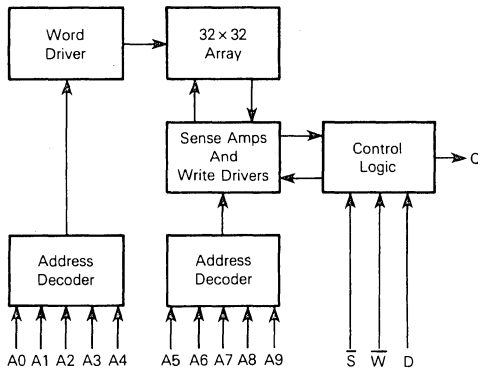 Word
Driver
32 × 32
Array
Sense Amps
And
Write Drivers
Control
Logic
Q
Address
Decoder
Address
Decoder
A0 A1 A2 A3 A4
A5 A6 A7 A8 A9
S̅ W̅ D